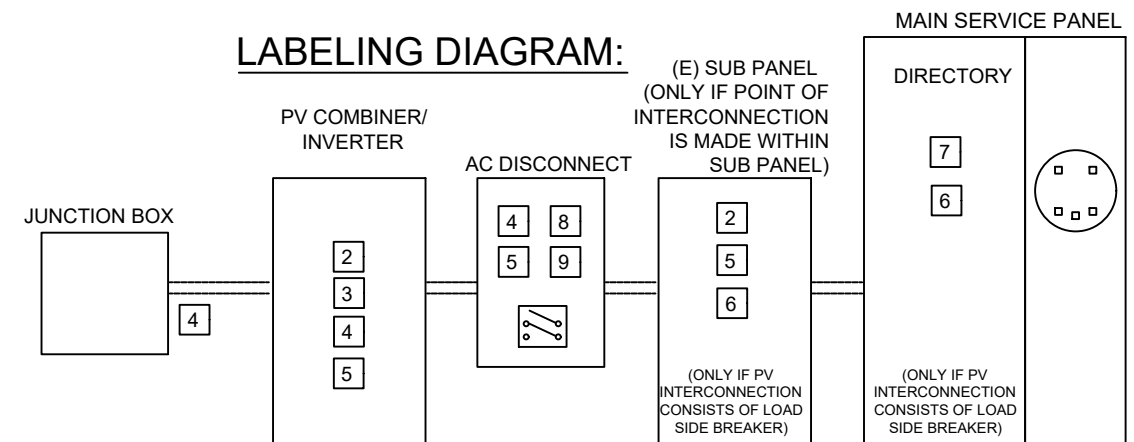 LABELING DIAGRAM:
JUNCTION BOX
4
PV COMBINER/
INVERTER
2
3
4
5
AC DISCONNECT
4 8
5 9
(E) SUB PANEL
(ONLY IF POINT OF
INTERCONNECTION
IS MADE WITHIN
SUB PANEL)
2
5
6
(ONLY IF PV
INTERCONNECTION
CONSISTS OF LOAD
SIDE BREAKER)
MAIN SERVICE PANEL
DIRECTORY
7
6
(ONLY IF PV
INTERCONNECTION
CONSISTS OF LOAD
SIDE BREAKER)